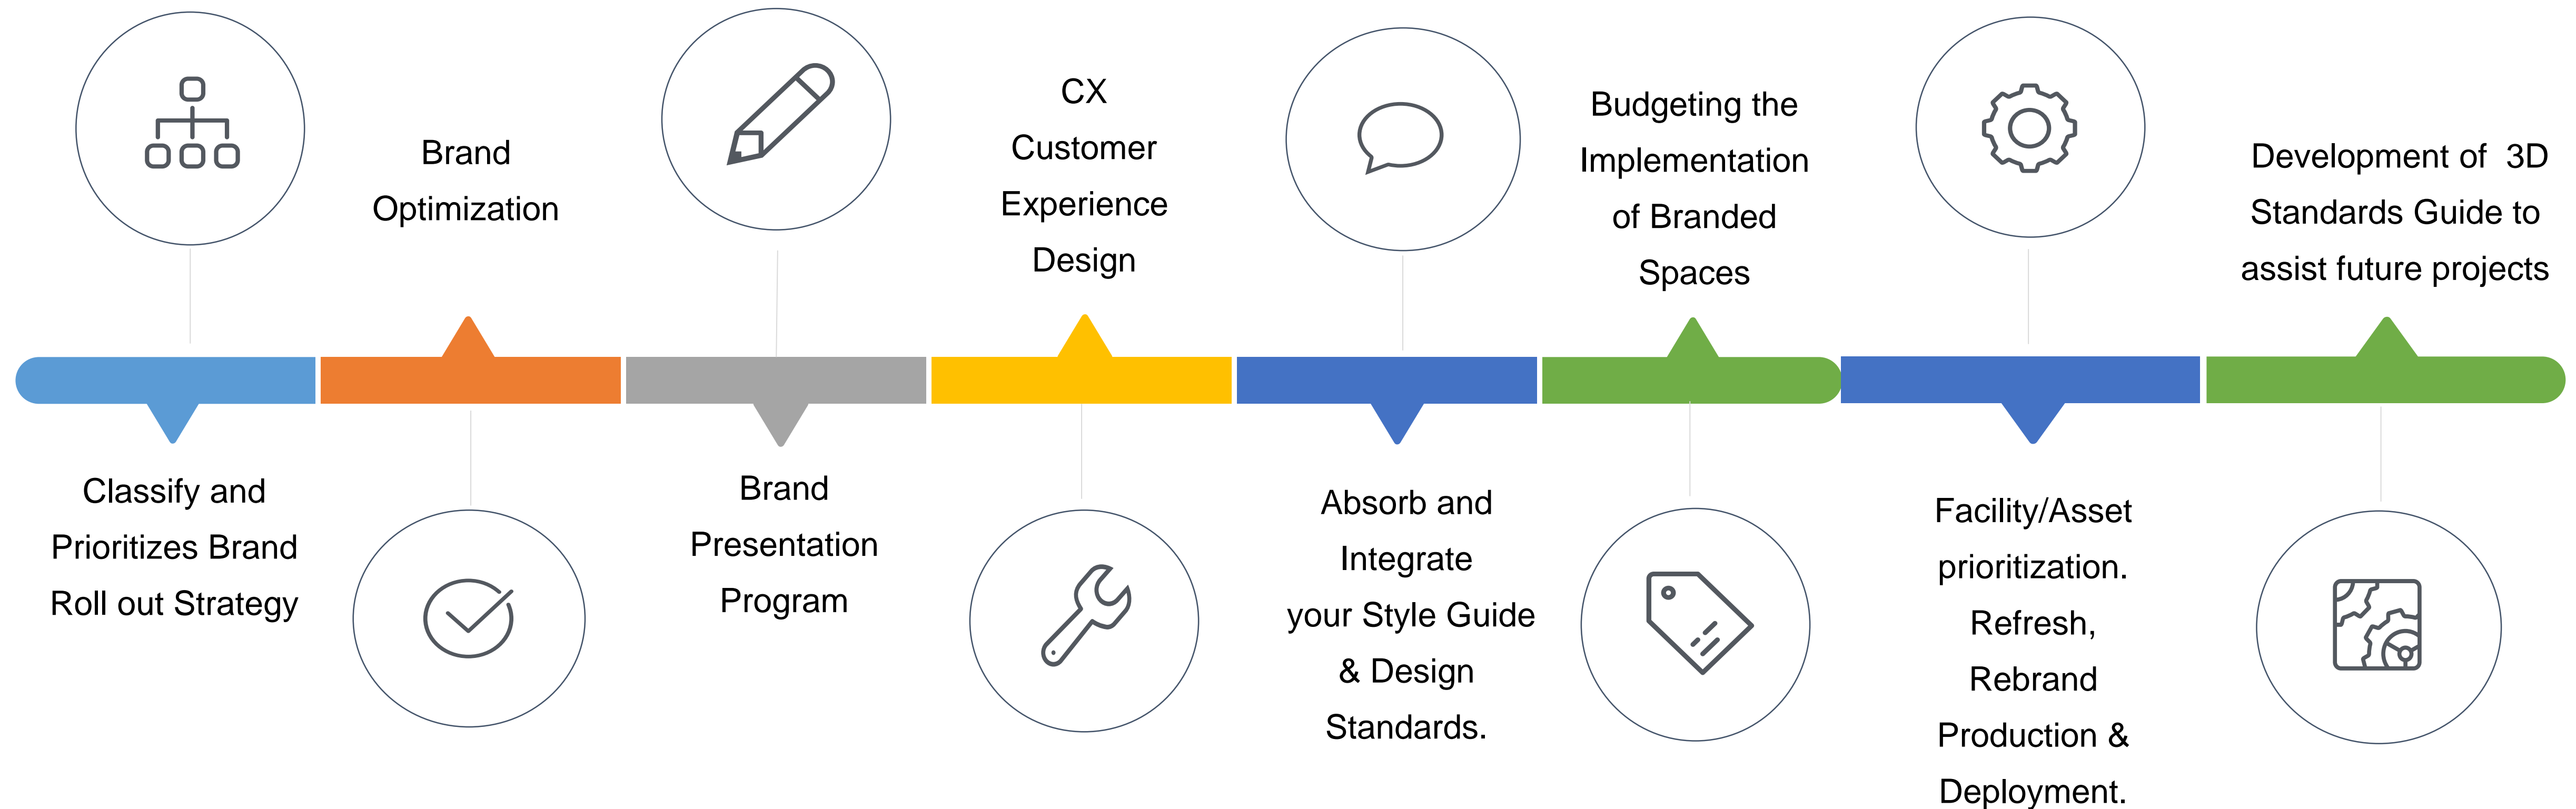 Classify and
Prioritizes Brand
Roll out Strategy
Brand
Optimization
Brand
Presentation
Program
CX
Customer
Experience
Design
Absorb and
Integrate
your Style Guide
& Design
Standards.
Budgeting the
Implementation
of Branded
Spaces
Facility/Asset
prioritization.
Refresh,
Rebrand
Production &
Deployment.
Development of  3D
Standards Guide to
assist future projects